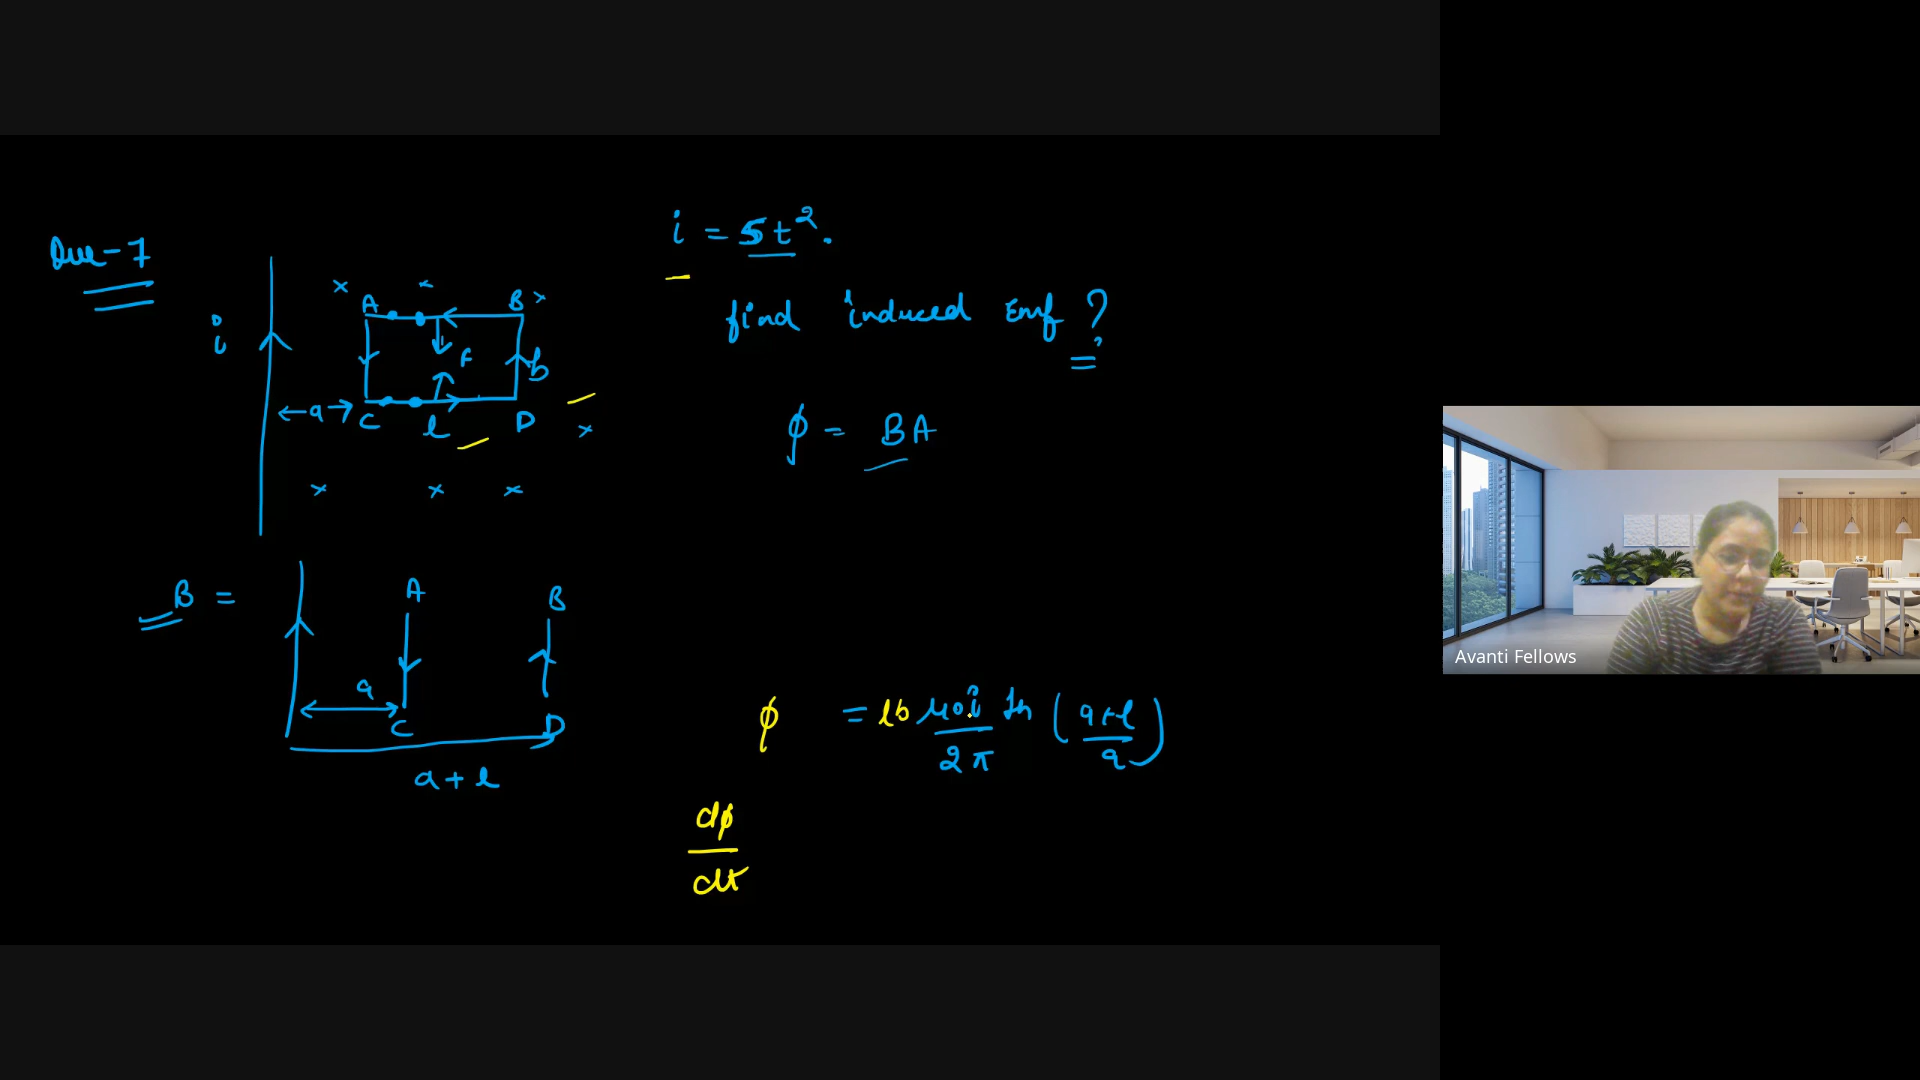 Que-7
i = 5t².
find induced Emf ?
i
A
B
F
b
←a→
C
l
D
ϕ = BA
B =
A
B
a
C
D
a + l
ϕ = lb μ0i/2π ln (a+l/a)
dϕ/dt
Avanti Fellows